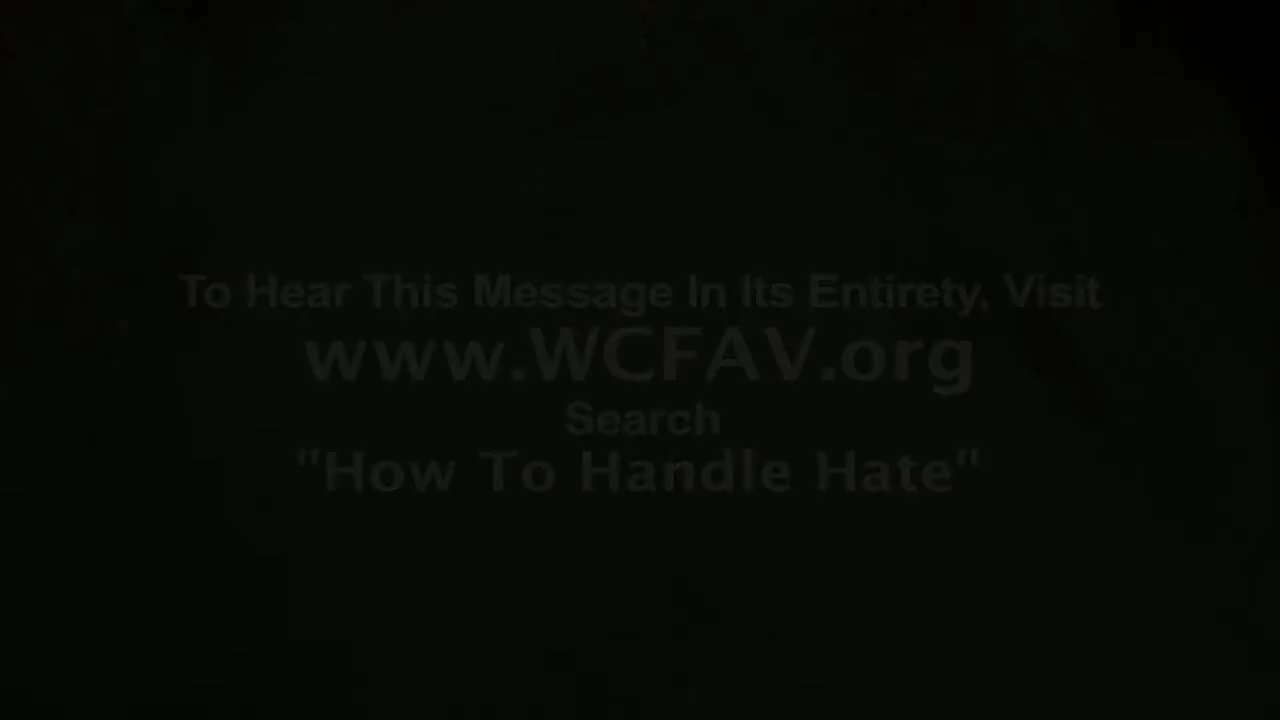 To Hear This Message In Its Entirety, Visit
www.WCFAV.org
Search
"How To Handle Hate"